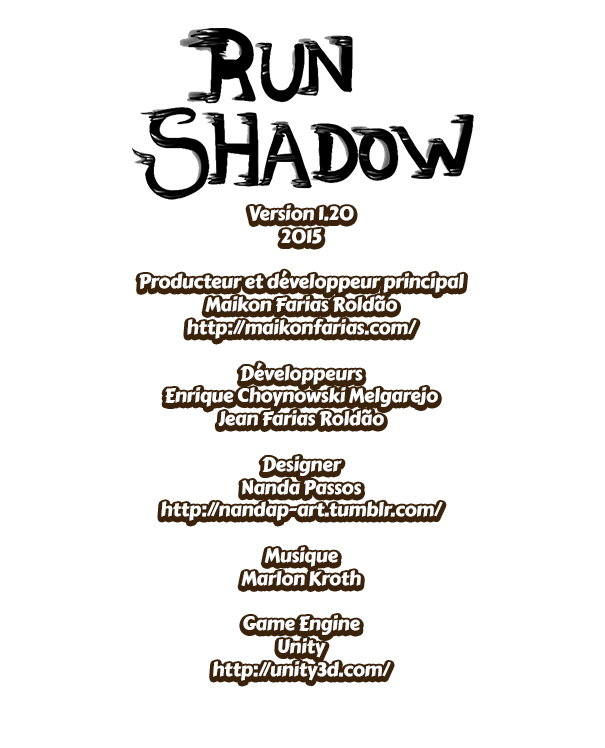 RUN
SHADOW
Version 1.20
2015
Producteur et développeur principal
Maikon Farias Roldão
http://maikonfarias.com/
Développeurs
Enrique Choynowski Melgarejo
Jean Farias Roldão
Designer
Nanda Passos
http://nandap-art.tumblr.com/
Musique
Marlon Kroth
Game Engine
Unity
http://unity3d.com/